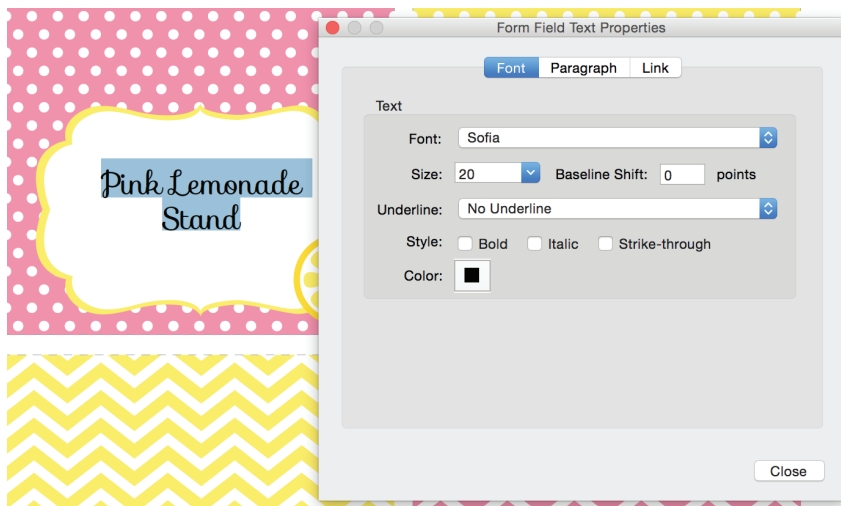 Form Field Text Properties
Font Paragraph Link
Text
Font: Sofia
Size: 20 Baseline Shift: 0 points
Underline: No Underline
Style: Bold Italic Strike-through
Color:
Close
Pink Lemonade
Stand